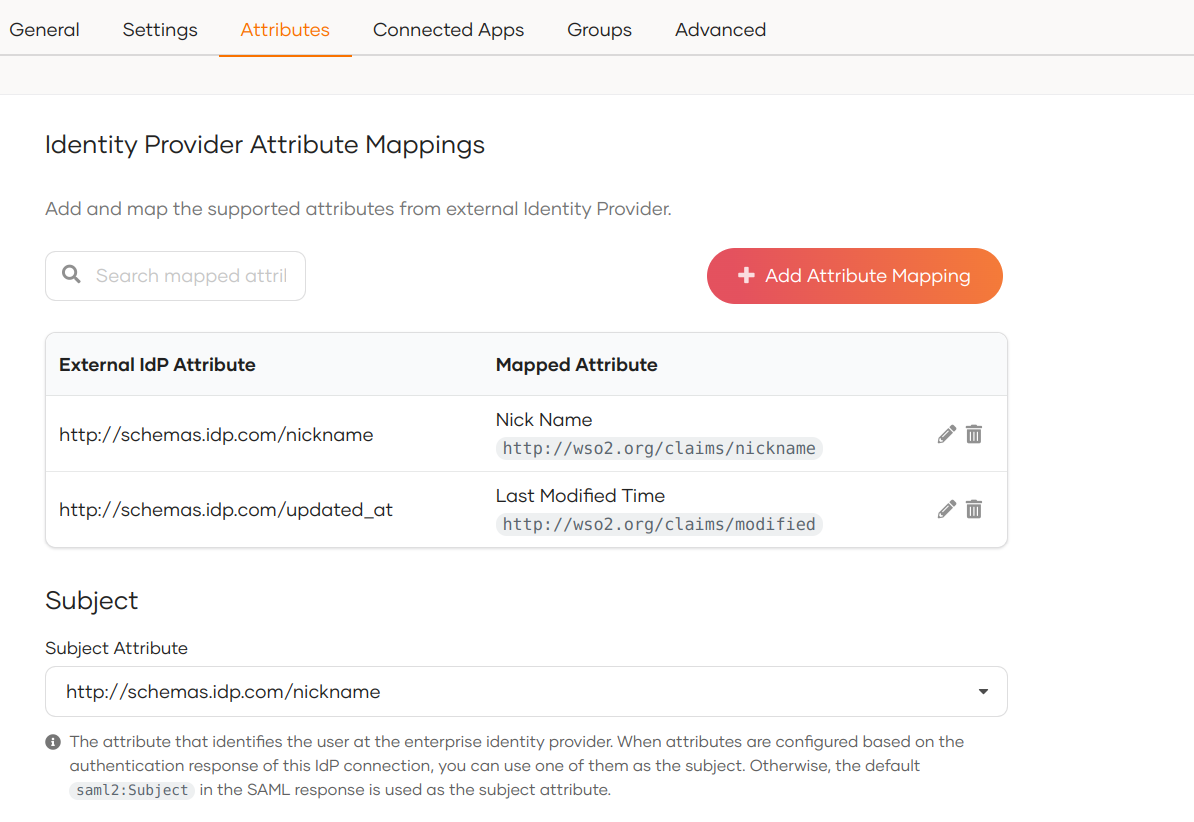 General Settings Attributes Connected Apps Groups Advanced
Identity Provider Attribute Mappings
Add and map the supported attributes from external Identity Provider.
Search mapped attri
Add Attribute Mapping
External IdP Attribute Mapped Attribute
http://schemas.idp.com/nickname
Nick Name
http://wso2.org/claims/nickname
http://schemas.idp.com/updated_at
Last Modified Time
http://wso2.org/claims/modified
Subject
Subject Attribute
http://schemas.idp.com/nickname
The attribute that identifies the user at the enterprise identity provider. When attributes are configured based on the
authentication response of this IdP connection, you can use one of them as the subject. Otherwise, the default
saml2:Subject in the SAML response is used as the subject attribute.